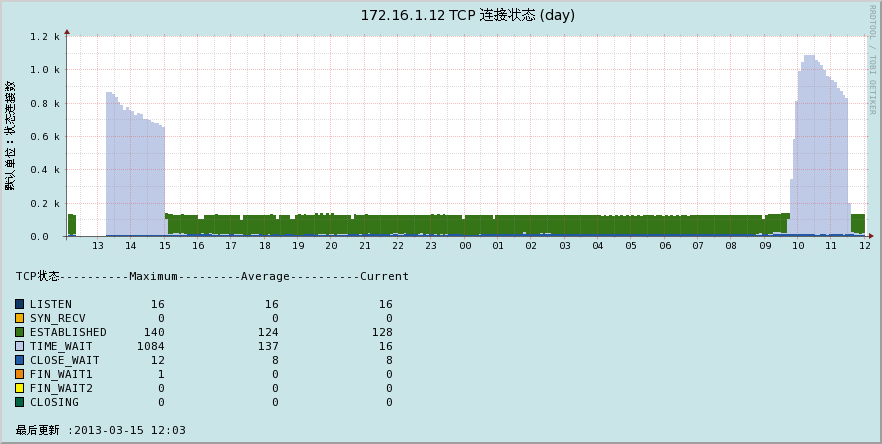 172.16.1.12 TCP 连接状态 (day)
RRDTOOL / TOBI OETIKER
默认单位：状态连接数
1.2 k
1.0 k
0.8 k
0.6 k
0.4 k
0.2 k
0.0
13 14 15 16 17 18 19 20 21 22 23 00 01 02 03 04 05 06 07 08 09 10 11 12
TCP状态----------Maximum---------Average----------Current
LISTEN 16 16 16
SYN_RECV 0 0 0
ESTABLISHED 140 124 128
TIME_WAIT 1084 137 16
CLOSE_WAIT 12 8 8
FIN_WAIT1 1 0 0
FIN_WAIT2 0 0 0
CLOSING 0 0 0
最后更新 :2013-03-15 12:03